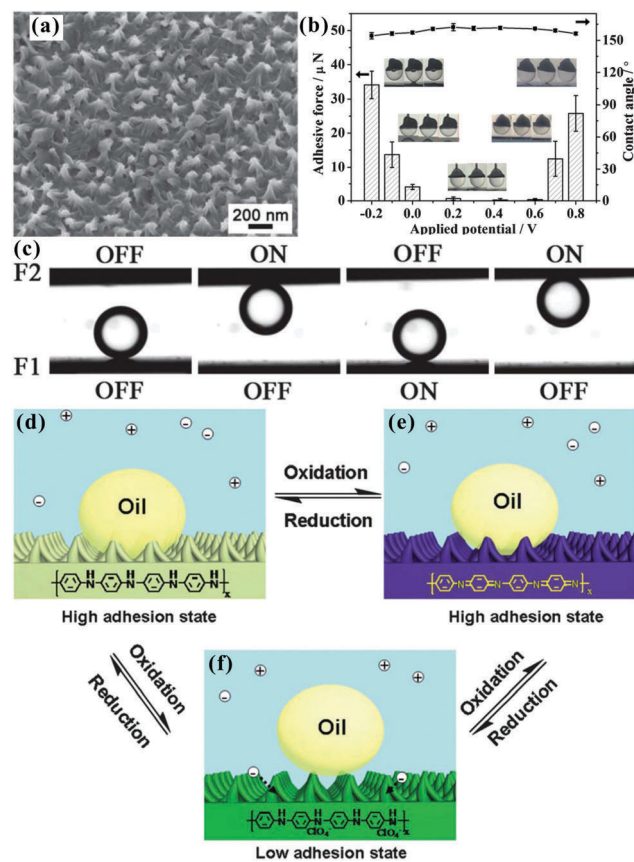 (a)
200 nm
(b)
Adhesive force / μ N
50
40
30
20
10
0
-0.2 0.0 0.2 0.4 0.6 0.8
Applied potential / V
150
120
90
60
30
0
Contact angle / °
(c)
OFF ON OFF ON
F2
F1
OFF OFF ON OFF
(d)
Oil
N H N H N H N H x
High adhesion state
Oxidation
Reduction
(e)
Oil
N N N N x
High adhesion state
Oxidation
Reduction
(f)
Oil
N H N H N H N H x
ClO4- ClO4-
Low adhesion state
Oxidation
Reduction